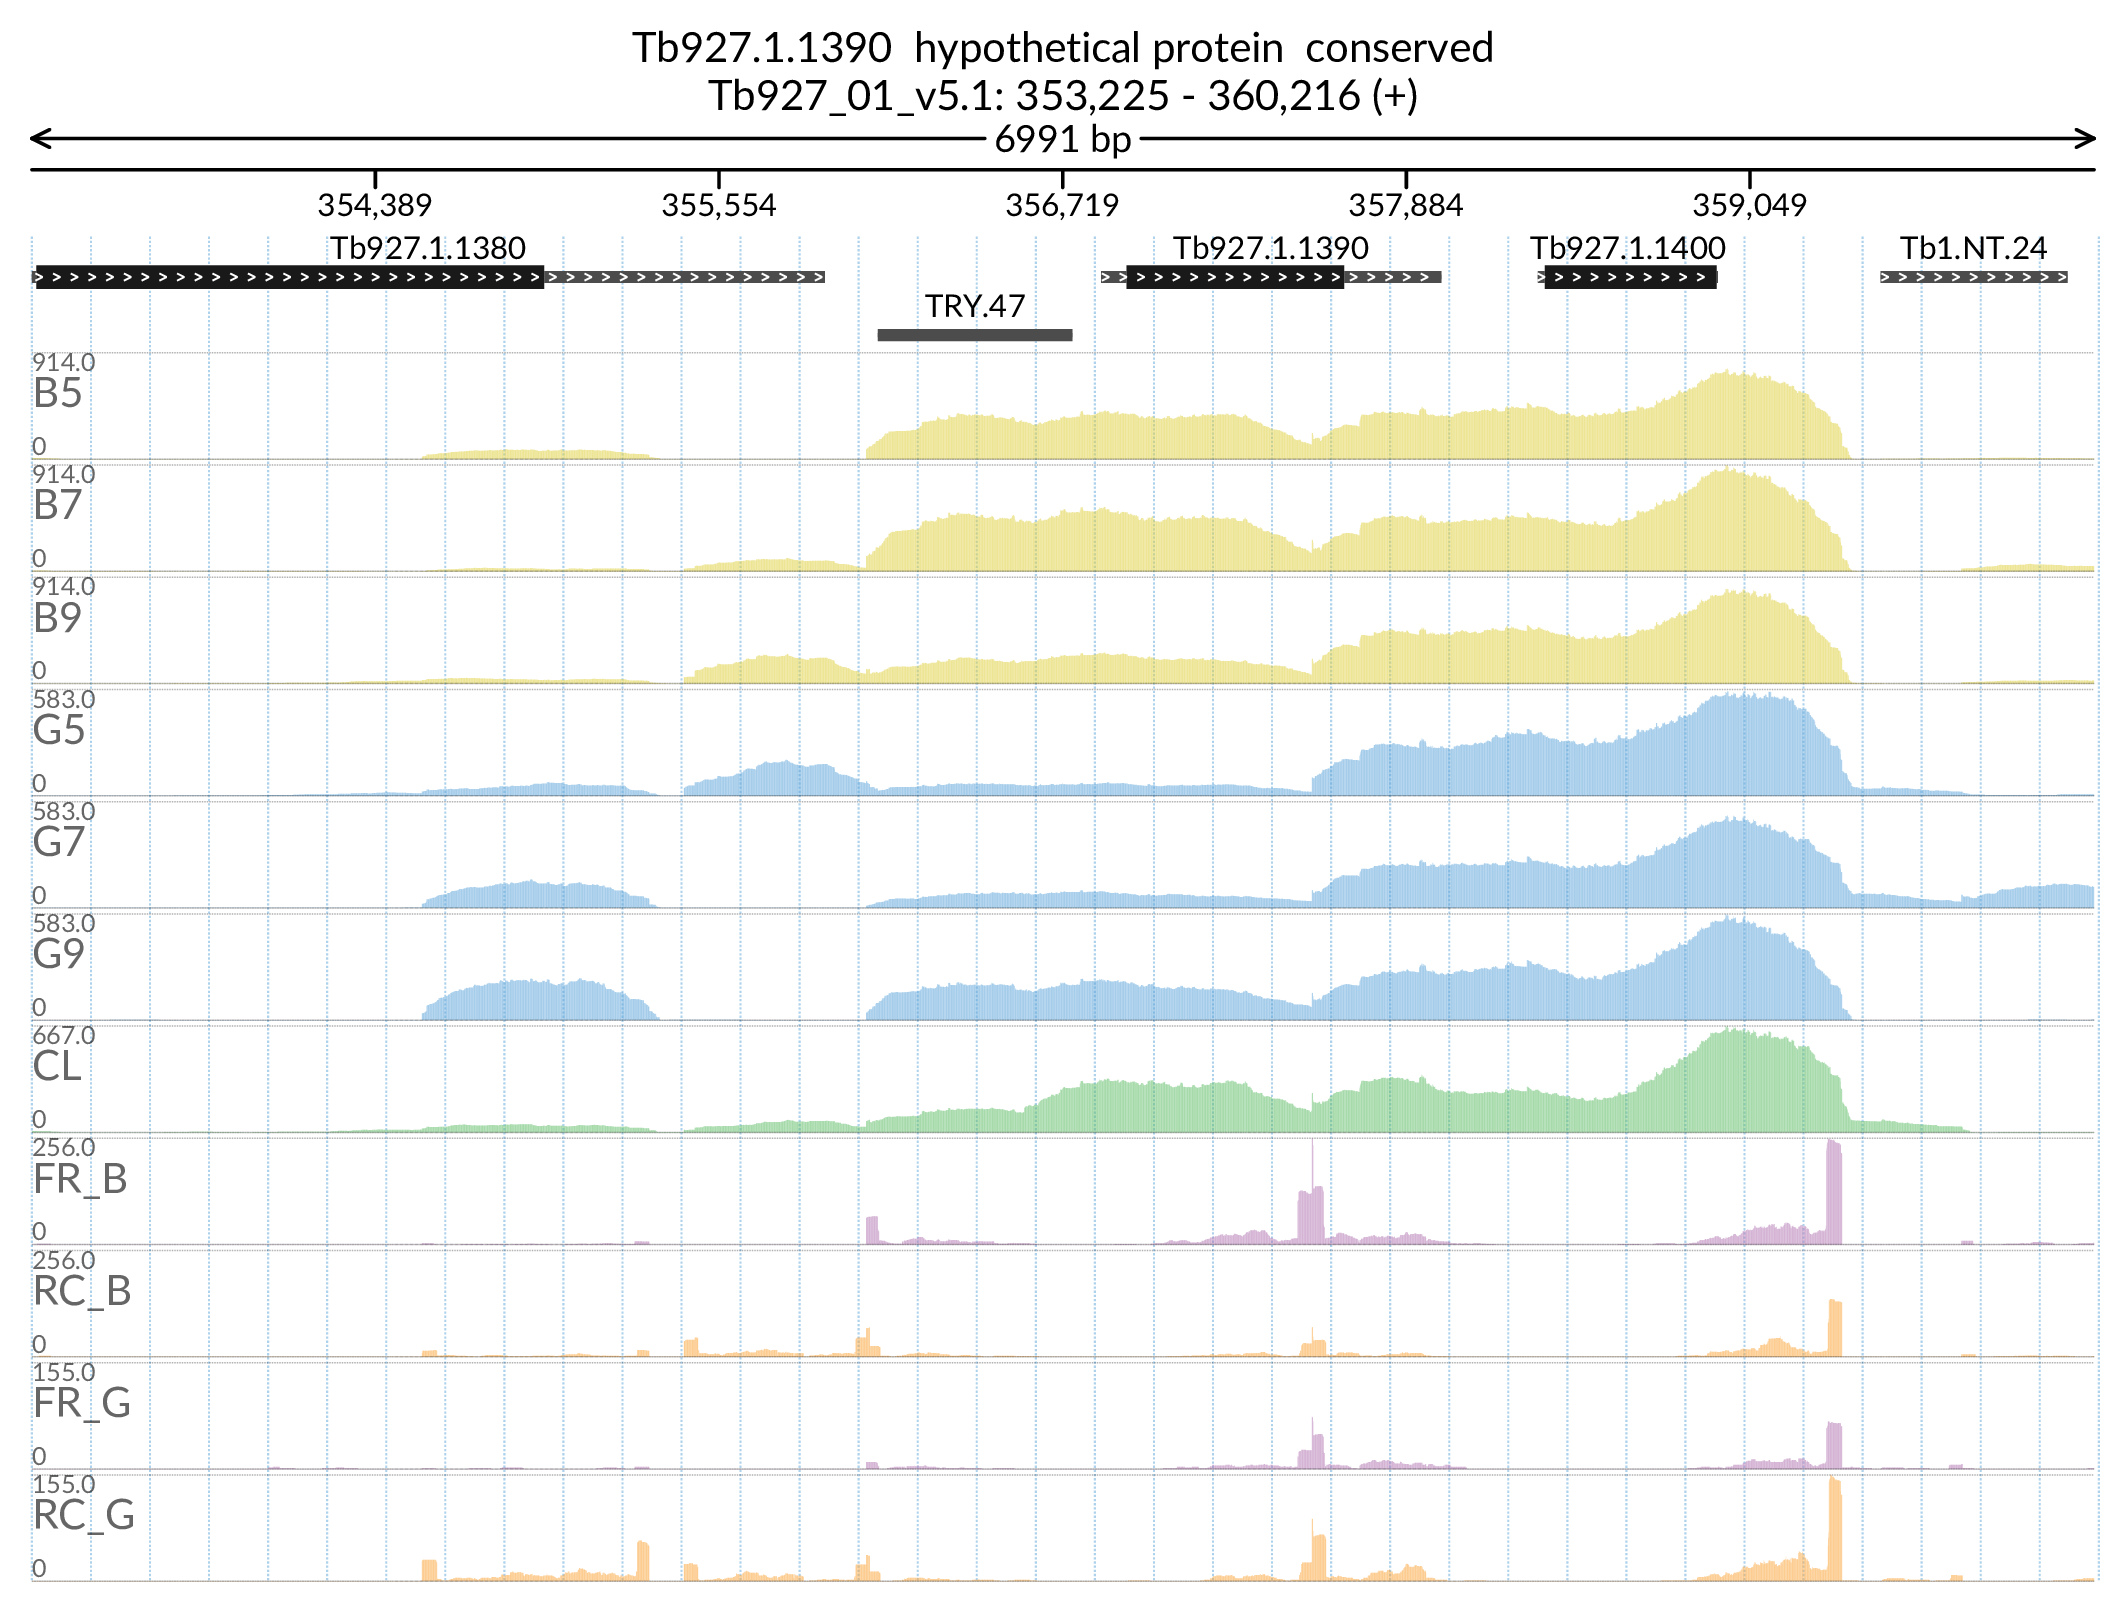 Tb927.1.1390  hypothetical protein  conserved
Tb927_01_v5.1: 353,225 - 360,216 (+)
6991 bp
354,389 355,554 356,719 357,884 359,049
Tb927.1.1380 Tb927.1.1390 Tb927.1.1400 Tb1.NT.24
TRY.47
914.0
B5
0
914.0
B7
0
914.0
B9
0
583.0
G5
0
583.0
G7
0
583.0
G9
0
667.0
CL
0
256.0
FR_B
0
256.0
RC_B
0
155.0
FR_G
0
155.0
RC_G
0